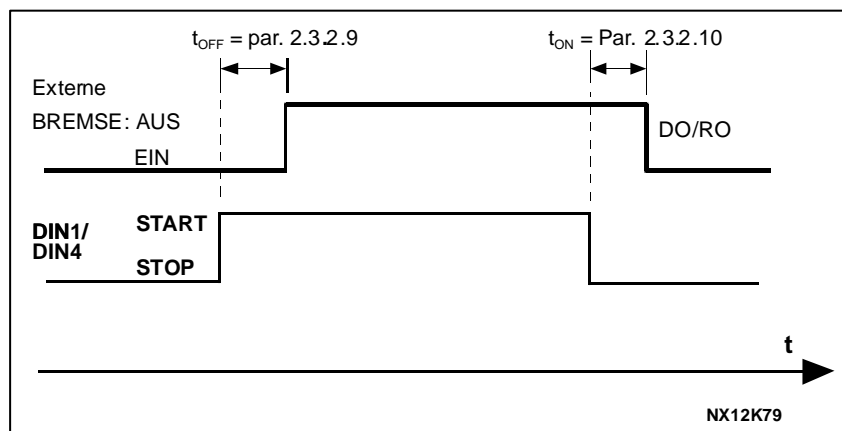 tOFF = par. 2.3.2.9
tON = Par. 2.3.2.10
Externe
BREMSE: AUS
EIN
DO/RO
DIN1/
DIN4
START
STOP
t
NX12K79